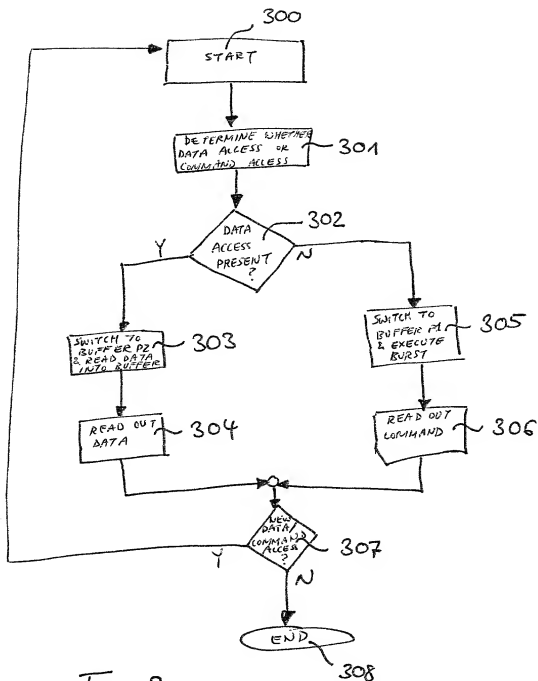 300
START
DETERMINE WHETHER
DATA ACCESS OR
COMMAND ACCESS
301
DATA
ACCESS
PRESENT
?
302
Y
N
SWITCH TO
BUFFER P2
& READ DATA
INTO BUFFER
303
SWITCH TO
BUFFER P1
& EXECUTE
BURST
305
READ OUT
DATA
304
READ OUT
COMMAND
306
NEW
DATA/
COMMAND
ACCESS
?
307
Y
N
END
308